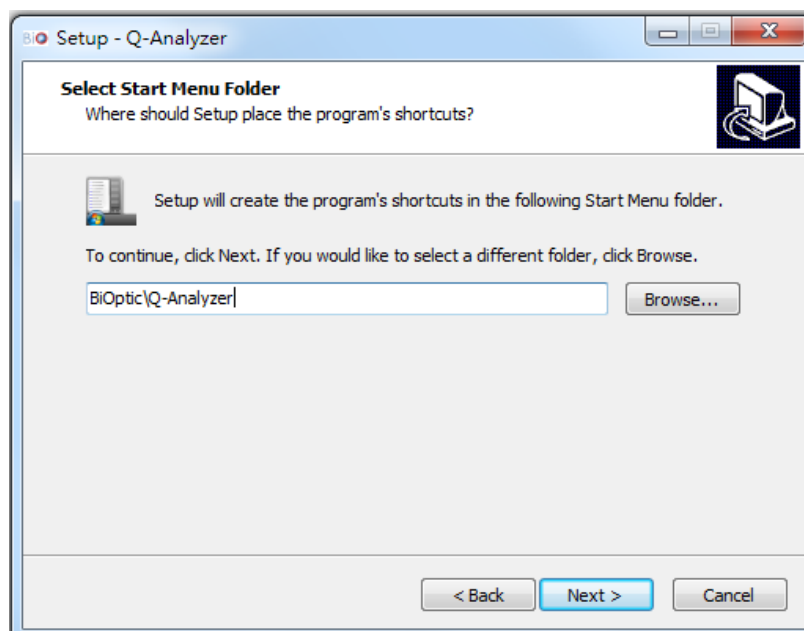 BiO Setup - Q-Analyzer
Select Start Menu Folder
Where should Setup place the program's shortcuts?
Setup will create the program's shortcuts in the following Start Menu folder.
To continue, click Next. If you would like to select a different folder, click Browse.
BiOptic\Q-Analyzer
Browse...
< Back
Next >
Cancel